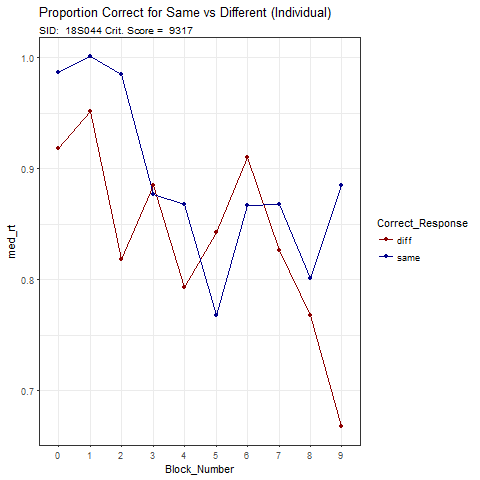 Proportion Correct for Same vs Different (Individual)
SID:  18S044 Crit. Score =  9317
1.0
0.9
0.8
0.7
med_rt
0 1 2 3 4 5 6 7 8 9
Block_Number
Correct_Response
diff
same